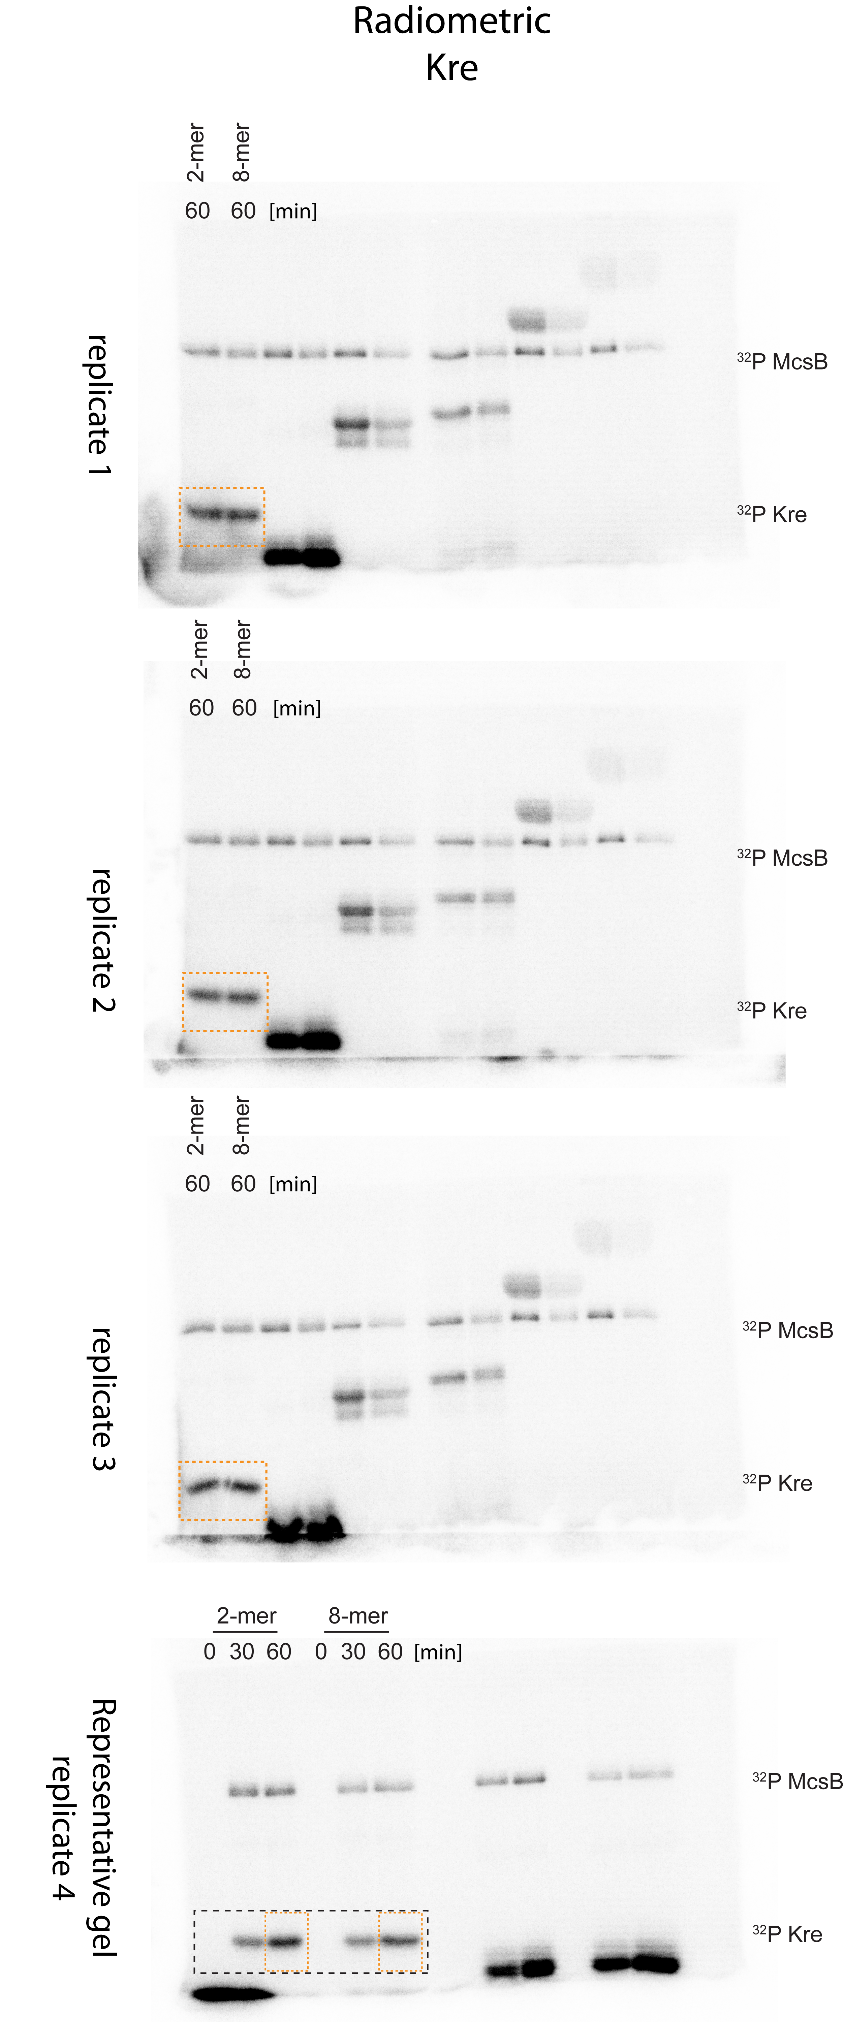 Radiometric
Kre
2-mer 8-mer
60 60 [min]
replicate 1
³²P McsB
³²P Kre
2-mer 8-mer
60 60 [min]
replicate 2
³²P McsB
³²P Kre
2-mer 8-mer
60 60 [min]
replicate 3
³²P McsB
³²P Kre
2-mer 8-mer
0 30 60 0 30 60 [min]
Representative gel
replicate 4
³²P McsB
³²P Kre